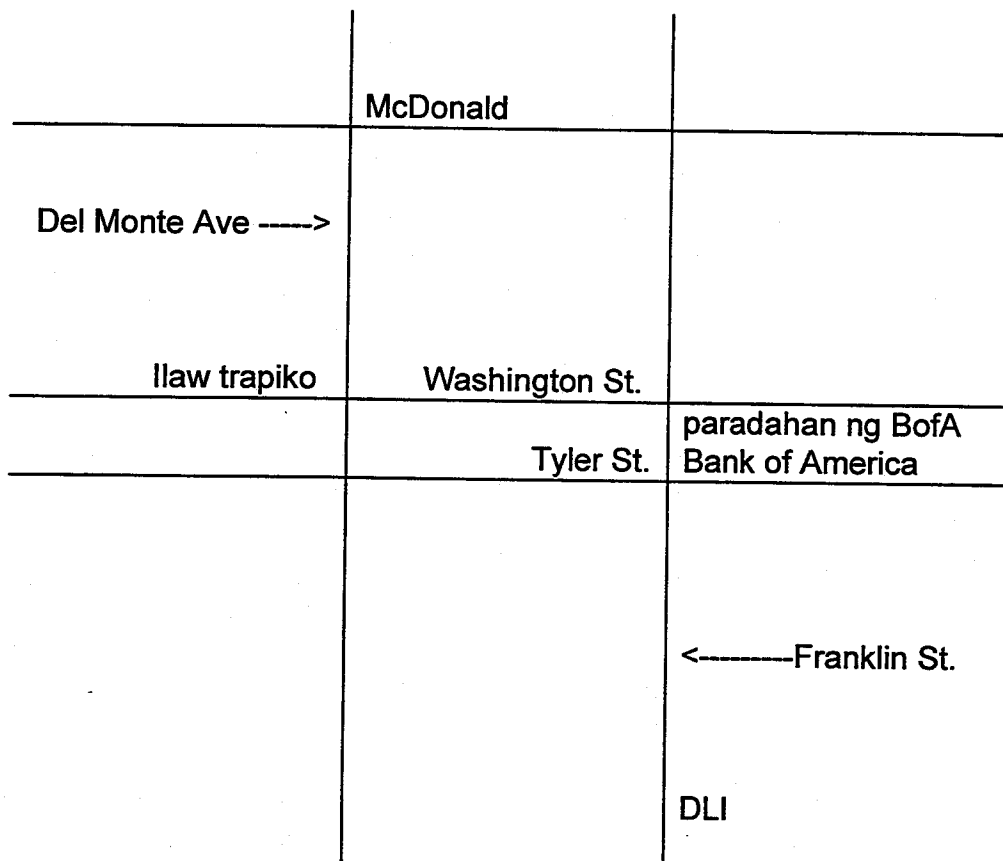 McDonald
Del Monte Ave ----->
Ilaw trapiko
Washington St.
paradahan ng BofA
Tyler St.
Bank of America
<---------Franklin St.
DLI